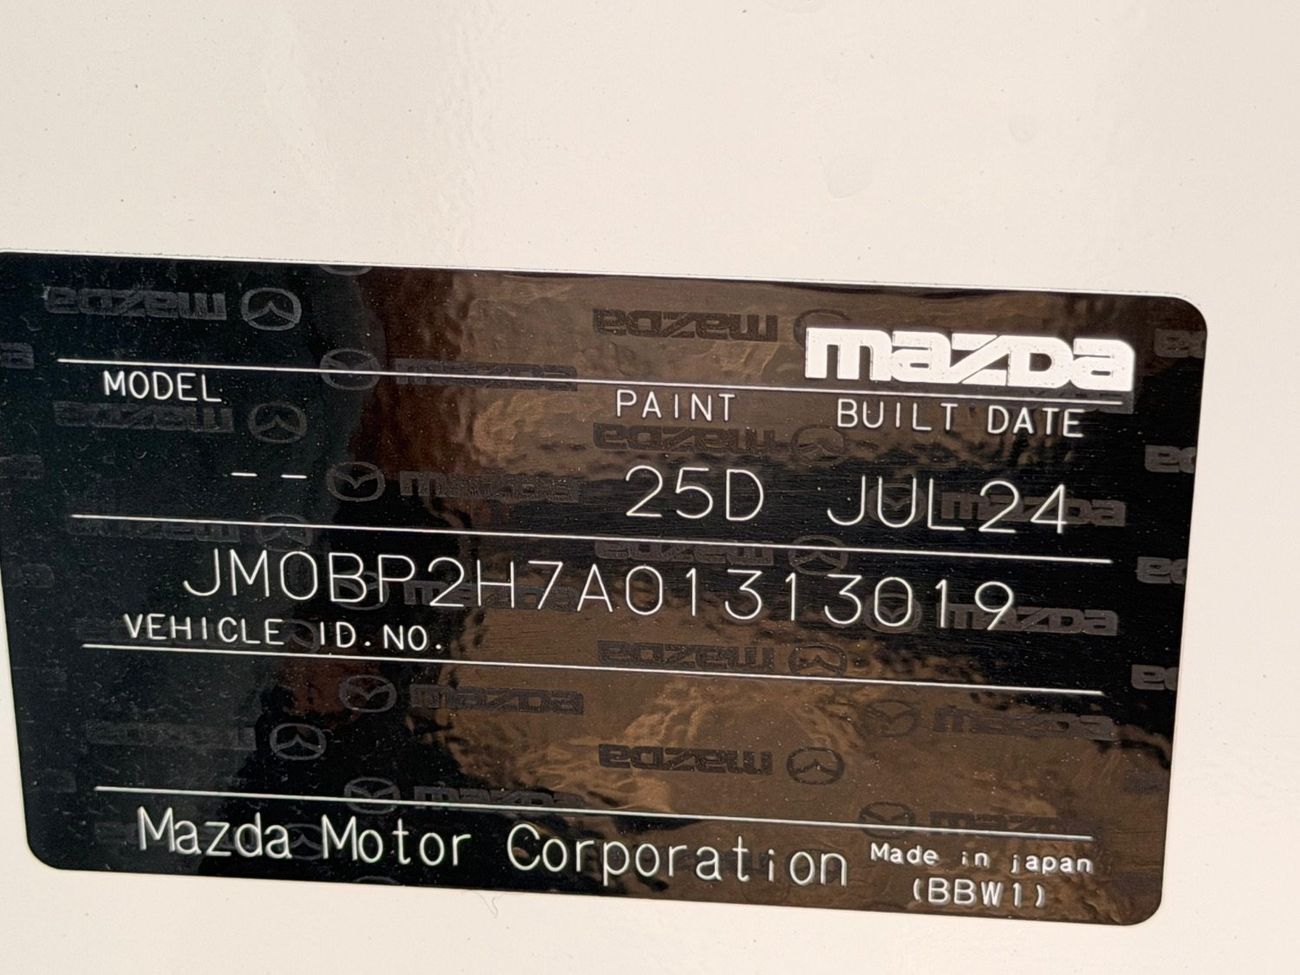 mazda
MODEL PAINT BUILT DATE
-- 25D JUL24
JM0BP2H7A01313019
VEHICLE ID.NO.
Mazda Motor Corporation Made in japan
(BBW1)